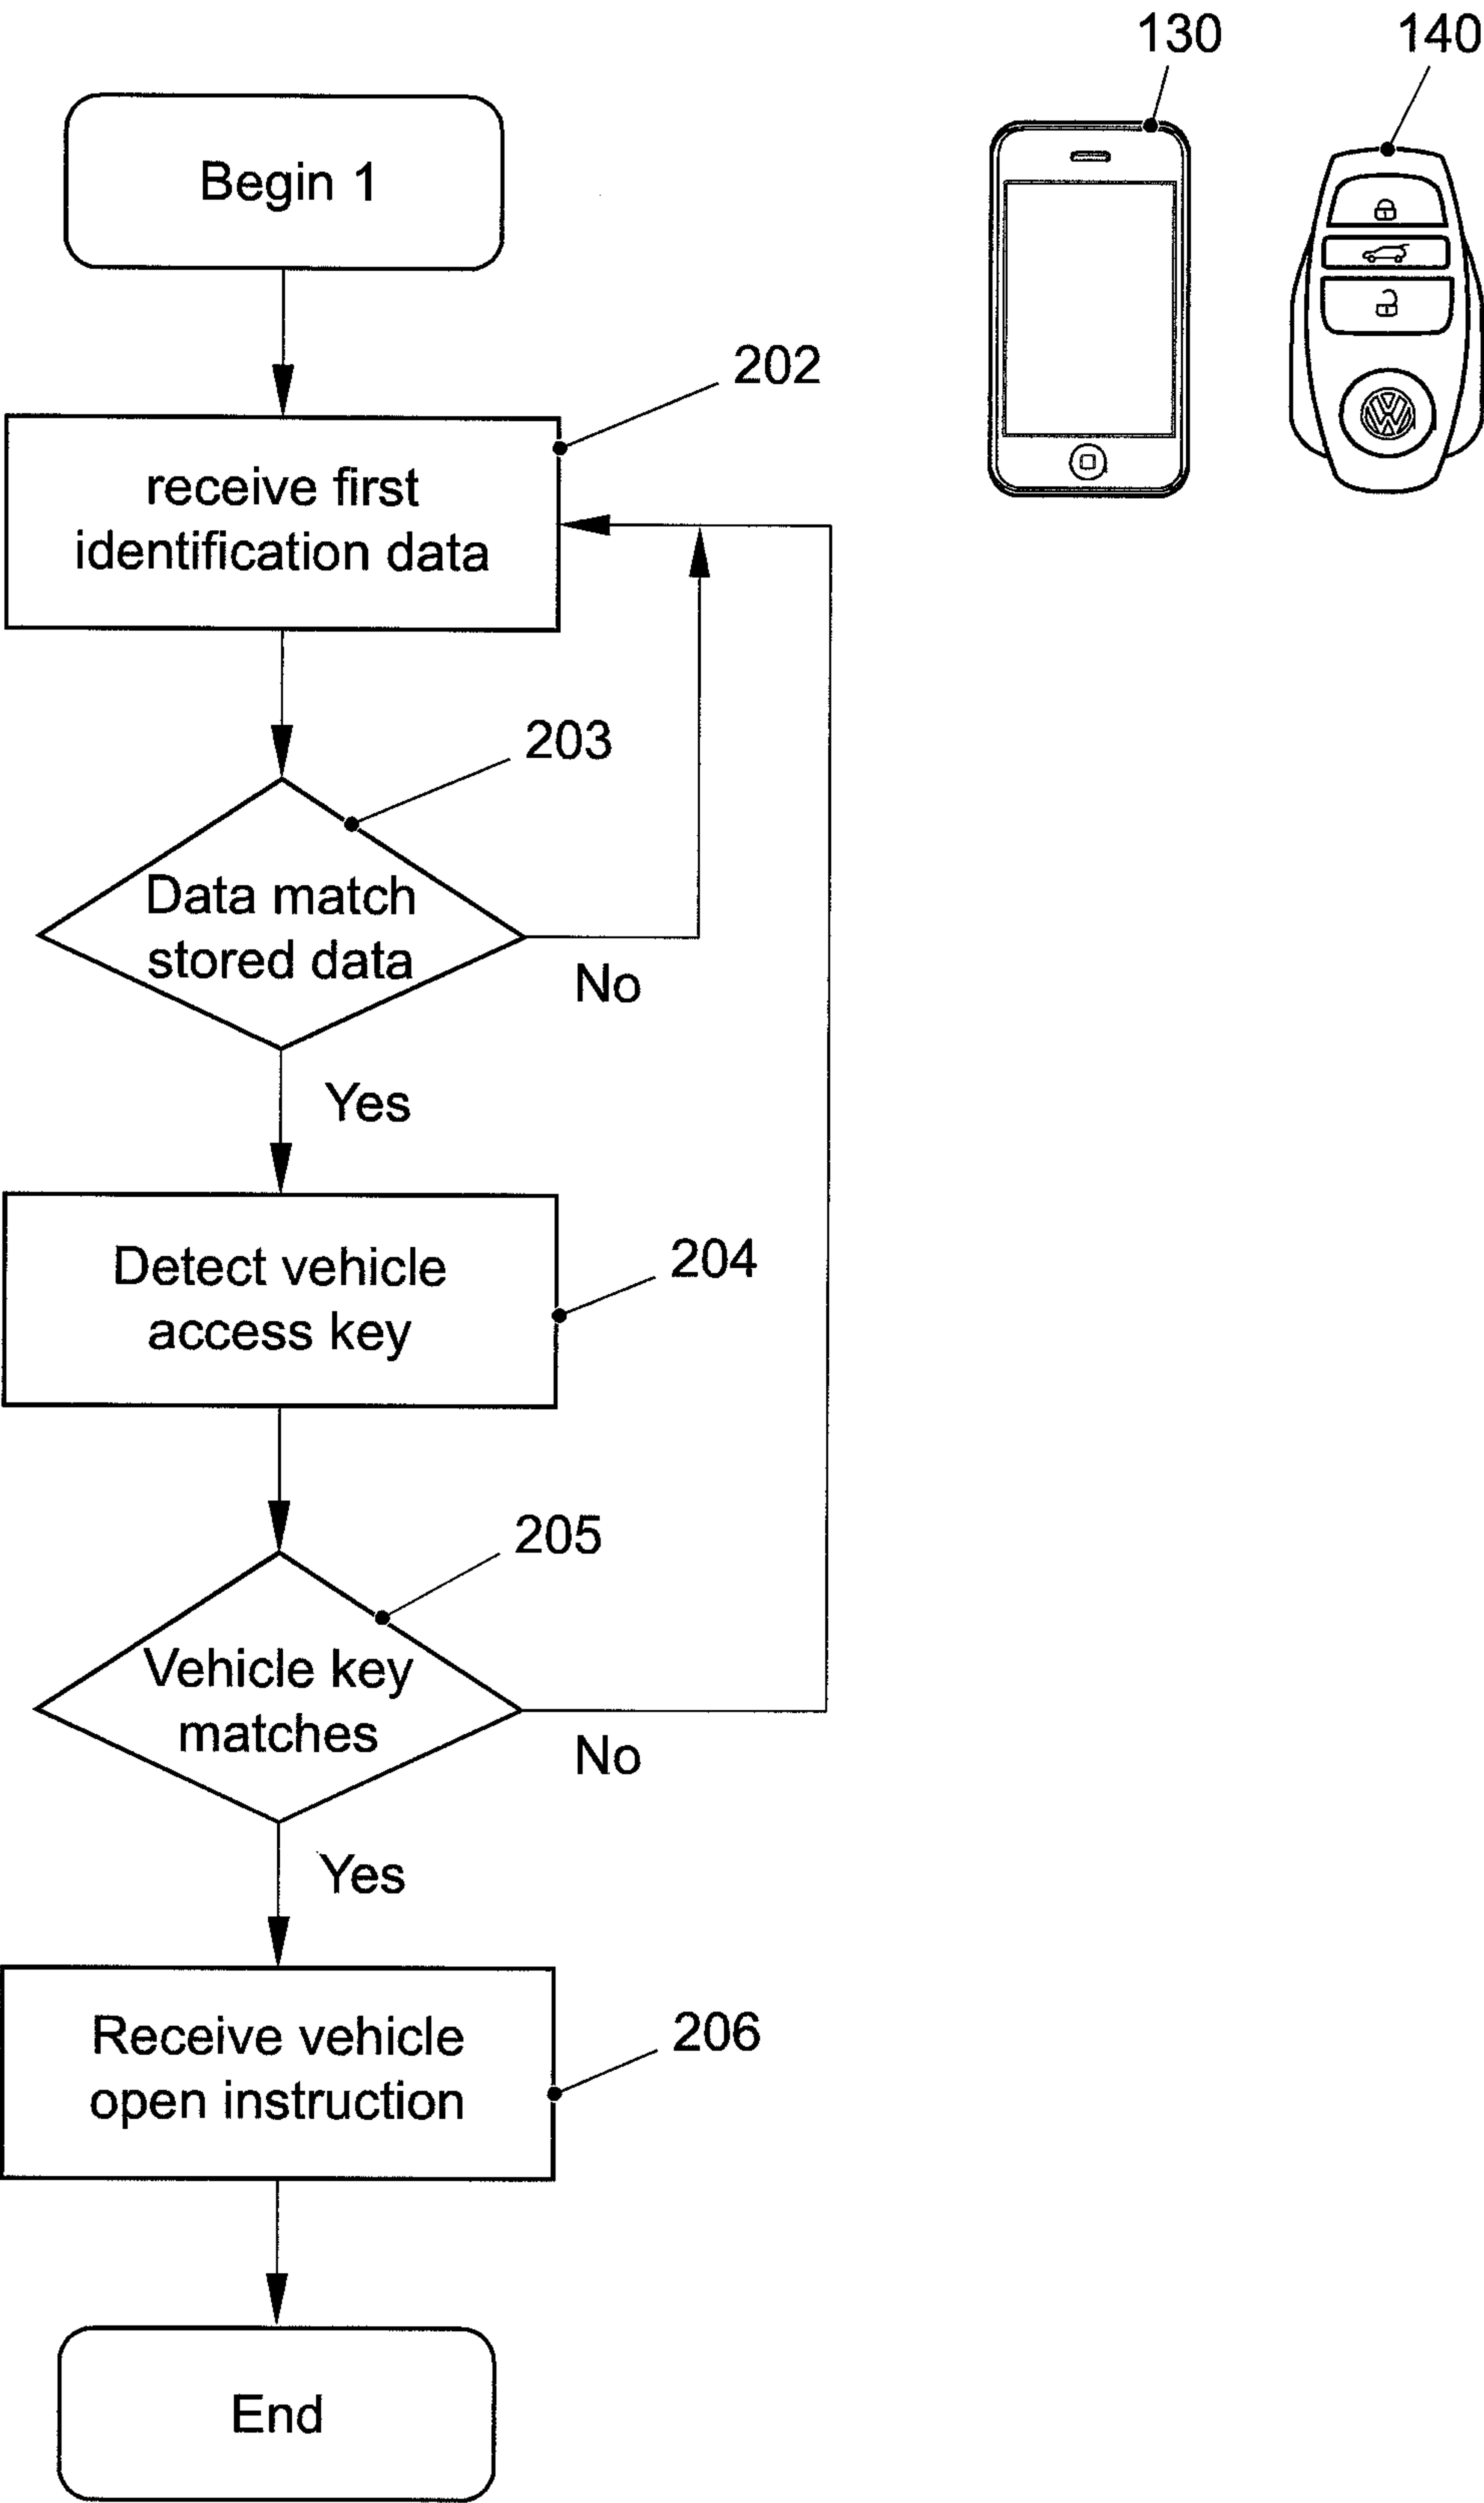 130
140
Begin 1
202
receive first
identification data
203
Data match
stored data
No
Yes
204
Detect vehicle
access key
205
Vehicle key
matches
No
Yes
206
Receive vehicle
open instruction
End
VW